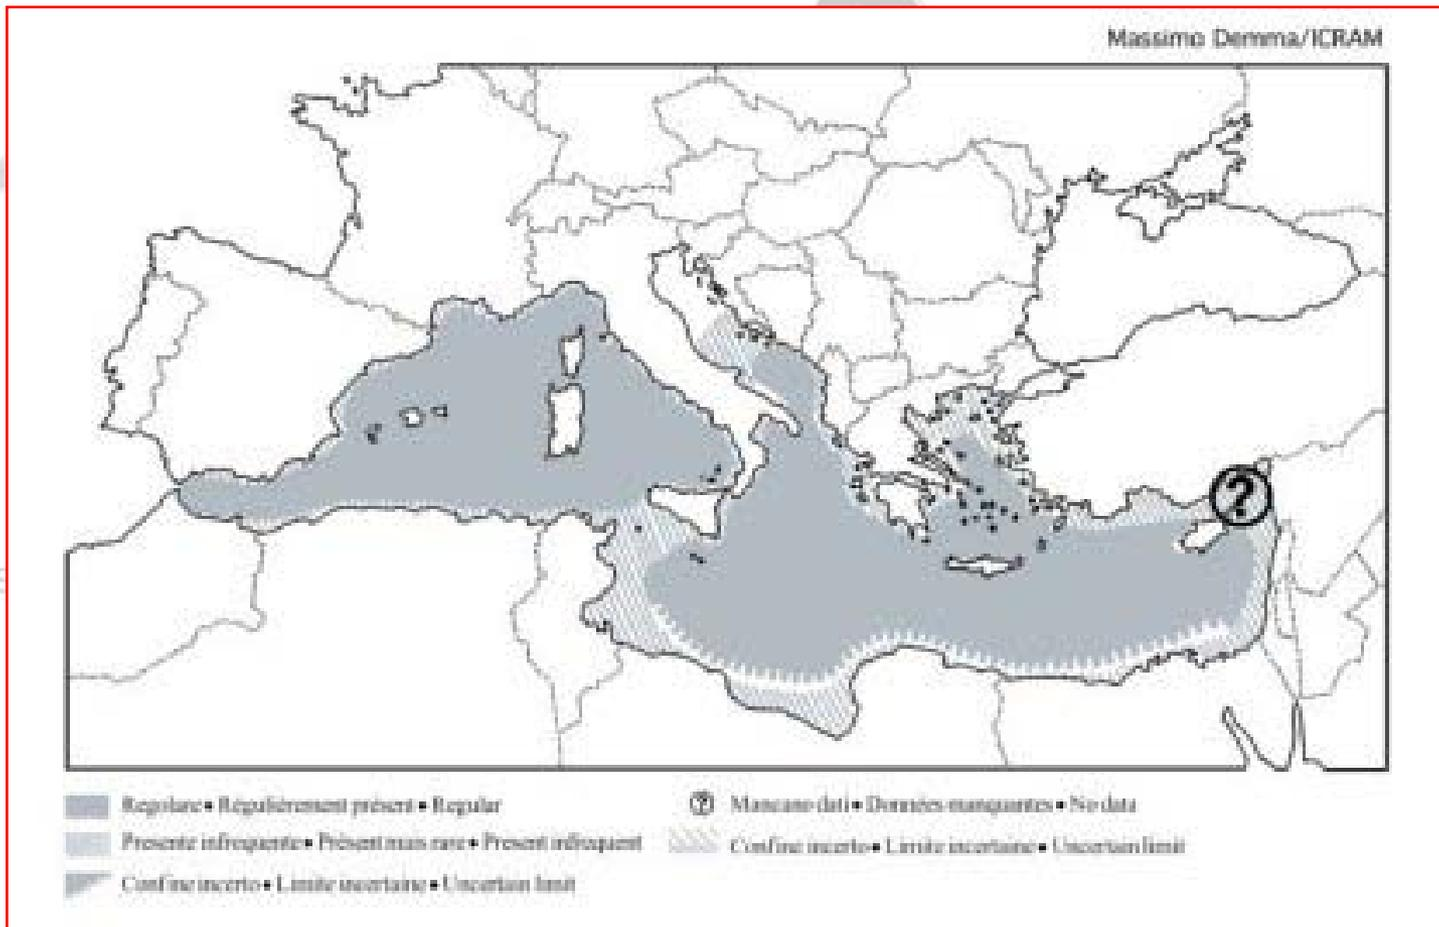 Massimo Demma/ICRAM
?
Regolare • Régulièrement présent • Regular
? Mancano dati • Données manquantes • No data
Presente infrequente • Présent mais rare • Present infrequent
Confine incerto • Limite incertaine • Uncertain limit
Confine incerto • Limite incertaine • Uncertain limit